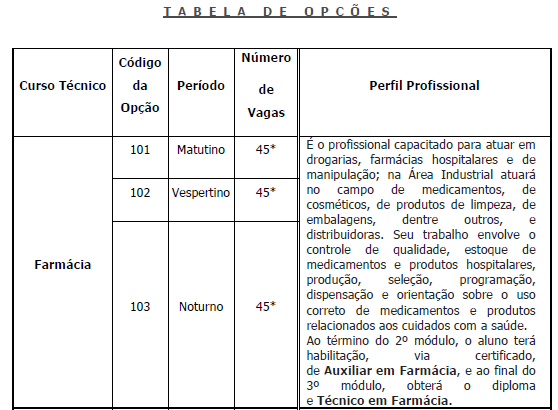 TABELA DE OPÇÕES
Curso Técnico
Código
da
Opção
Período
Número
de
Vagas
Perfil Profissional
Farmácia
101
Matutino
45*
102
Vespertino
45*
103
Noturno
45*
É o profissional capacitado para atuar em
drogarias, farmácias hospitalares e de
manipulação; na Área Industrial atuará
no campo de medicamentos, de
cosméticos, de produtos de limpeza, de
embalagens, dentre outros, e
distribuidoras. Seu trabalho envolve o
controle de qualidade, estoque de
medicamentos e produtos hospitalares,
produção, seleção, programação,
dispensação e orientação sobre o uso
correto de medicamentos e produtos
relacionados aos cuidados com a saúde.
Ao término do 2º módulo, o aluno terá
habilitação, via certificado,
de Auxiliar em Farmácia, e ao final do
3º módulo, obterá o diploma
e Técnico em Farmácia.